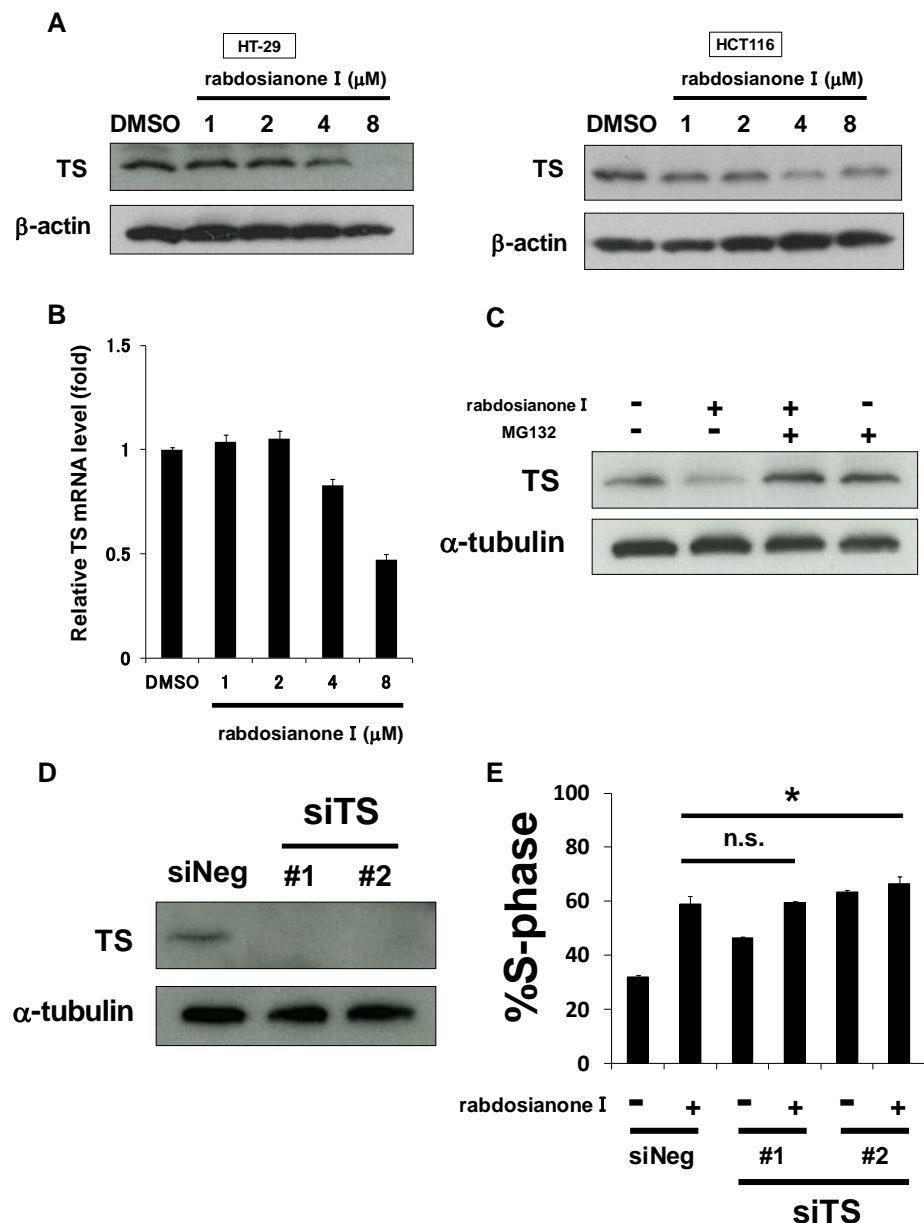 A
HT-29
rabdosianone I (μM)
DMSO 1 2 4 8
TS
β-actin
HCT116
rabdosianone I (μM)
DMSO 1 2 4 8
TS
β-actin
B
Relative TS mRNA level (fold)
1.5
1
0.5
0
DMSO 1 2 4 8
rabdosianone I (μM)
C
rabdosianone I - + + -
MG132 - - + +
TS
α-tubulin
D
siTS
siNeg #1 #2
TS
α-tubulin
E
%S-phase
100
80
60
40
20
0
*
n.s.
rabdosianone I - + - + - +
siNeg #1 #2
siTS